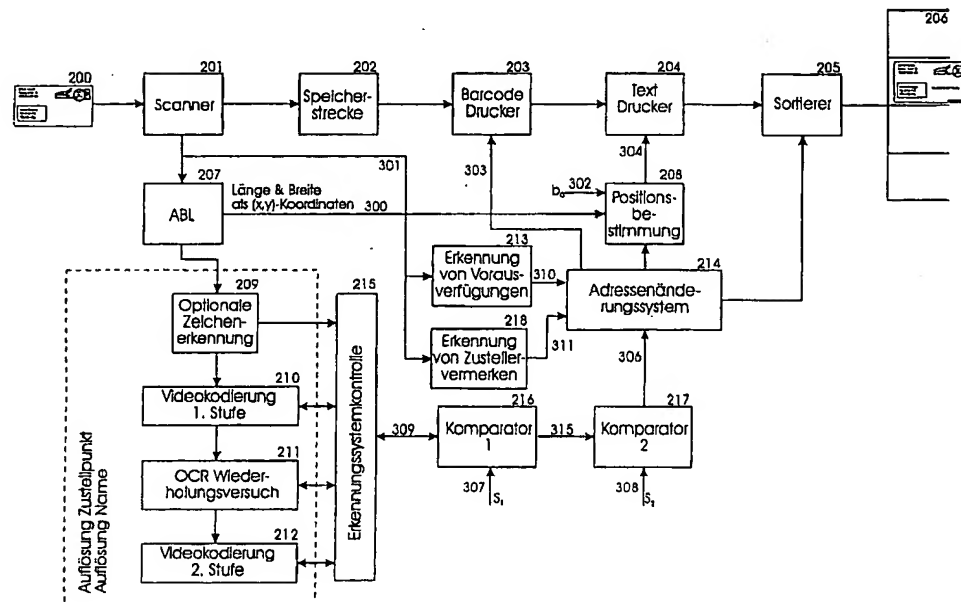 206
200
201
202
203
204
205
Scanner
Speicher-
strecke
Barcode
Drucker
Text
Drucker
Sortierer
301
303
304
207
ABL
Länge & Breite
als (x,y)-Koordinaten
300
b₀
302
208
Positions-
be-
stimmung
213
Erkennung
von Voraus-
verfügungen
310
214
Adressenände-
rungssystem
209
Optionale
Zeichen-
erkennung
215
218
Erkennung
von Zusteller-
vermerken
311
306
210
Videokodierung
1. Stufe
Erkennungssystemkontrolle
309
216
Komparator
1
315
217
Komparator
2
211
OCR Wieder-
holungsversuch
307
S₁
308
S₂
212
Videokodierung
2. Stufe
Auflösung Zustellpunkt
Auflösung Name